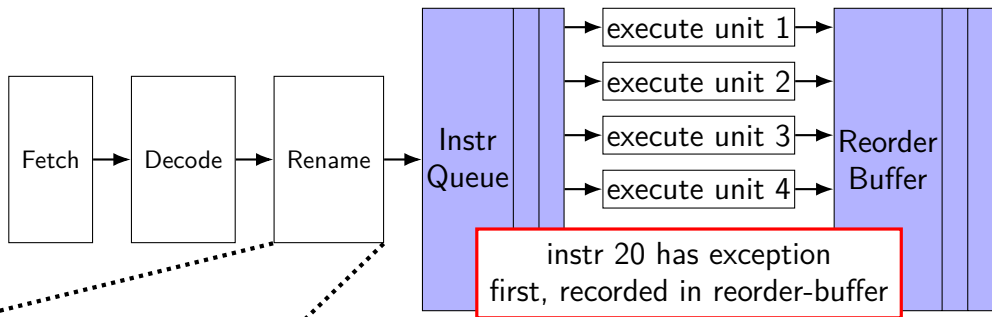 Fetch
Decode
Rename
Instr
Queue
execute unit 1
execute unit 2
execute unit 3
execute unit 4
Reorder
Buffer
instr 20 has exception
first, recorded in reorder-buffer